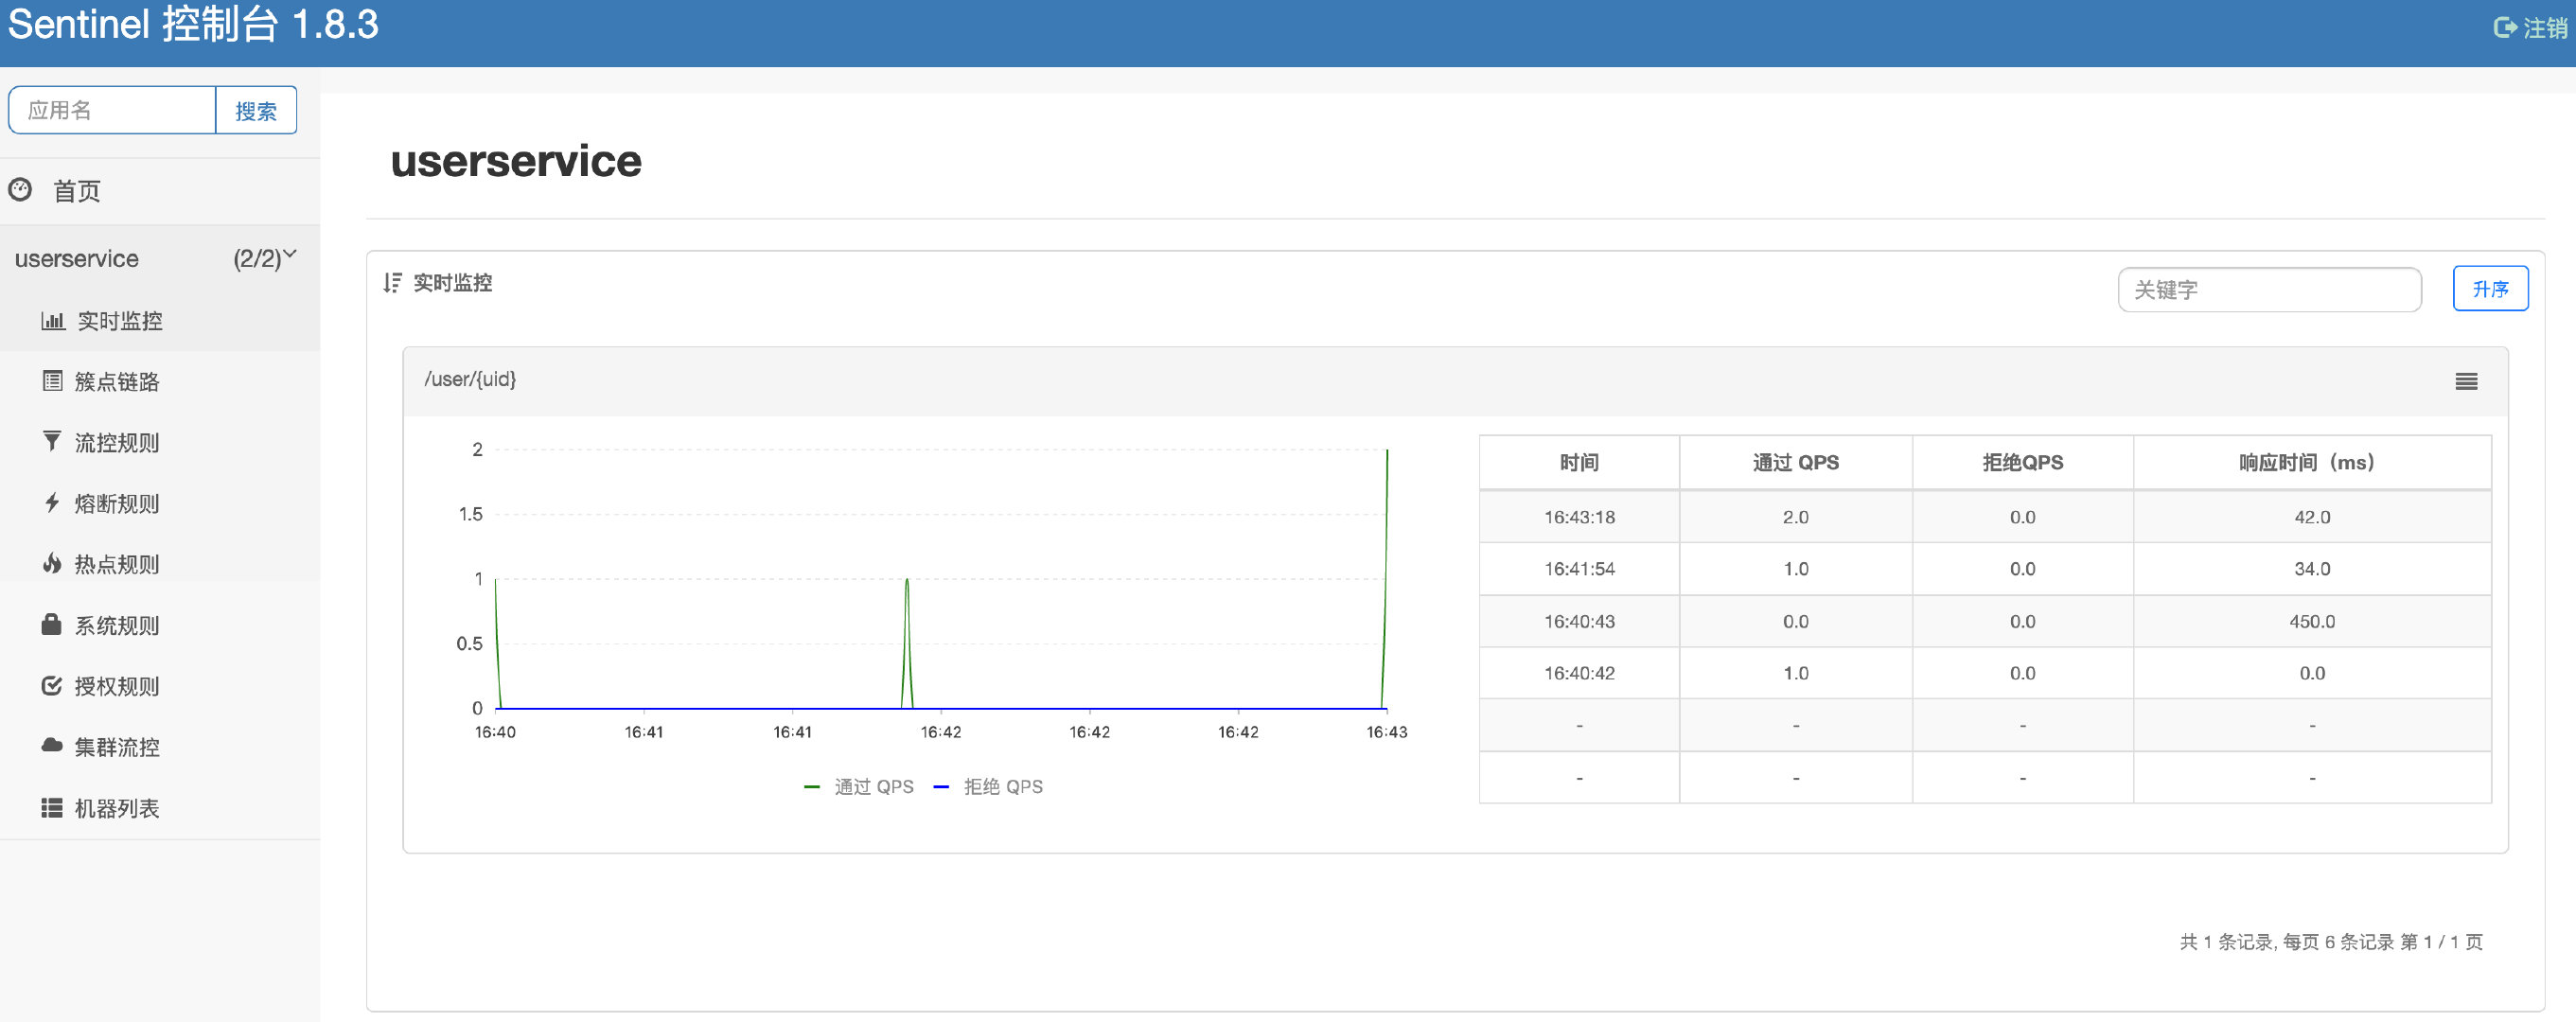 Sentinel 控制台 1.8.3
注销
应用名 搜索
首页
userservice (2/2)
实时监控
簇点链路
流控规则
熔断规则
热点规则
系统规则
授权规则
集群流控
机器列表
userservice
实时监控
关键字 升序
/user/{uid}
2
1.5
1
0.5
0
16:40 16:41 16:41 16:42 16:42 16:42 16:43
通过 QPS 拒绝 QPS
时间 通过 QPS 拒绝QPS 响应时间（ms）
16:43:18 2.0 0.0 42.0
16:41:54 1.0 0.0 34.0
16:40:43 0.0 0.0 450.0
16:40:42 1.0 0.0 0.0
- - - -
- - - -
共 1 条记录, 每页 6 条记录 第 1 / 1 页